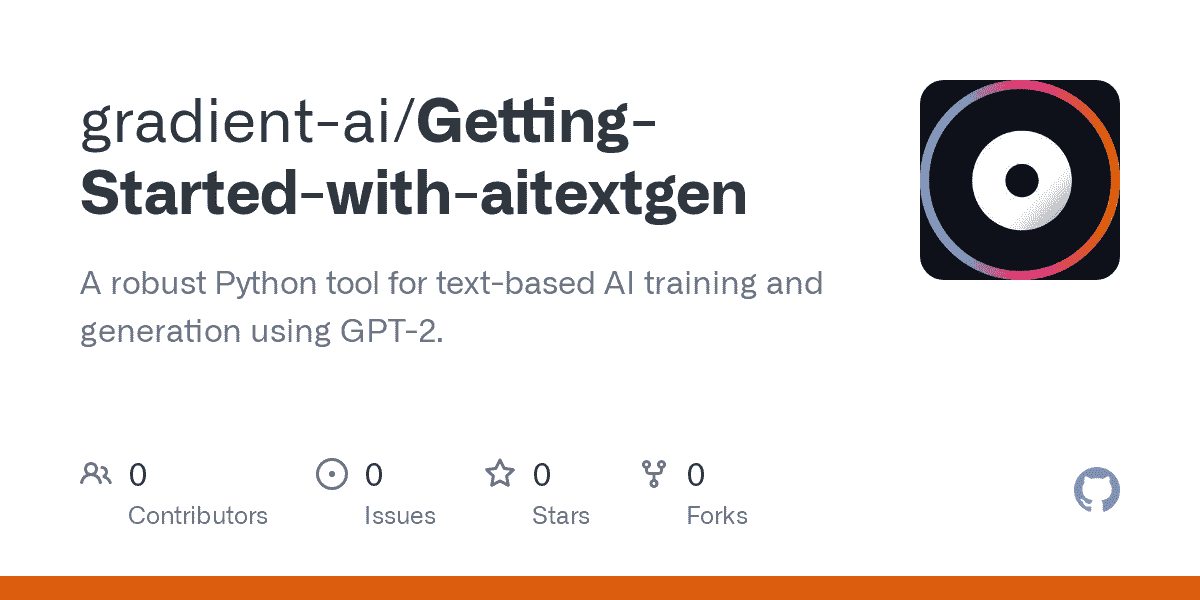 gradient-ai/Getting-
Started-with-aitextgen
A robust Python tool for text-based AI training and
generation using GPT-2.
0
Contributors
0
Issues
0
Stars
0
Forks